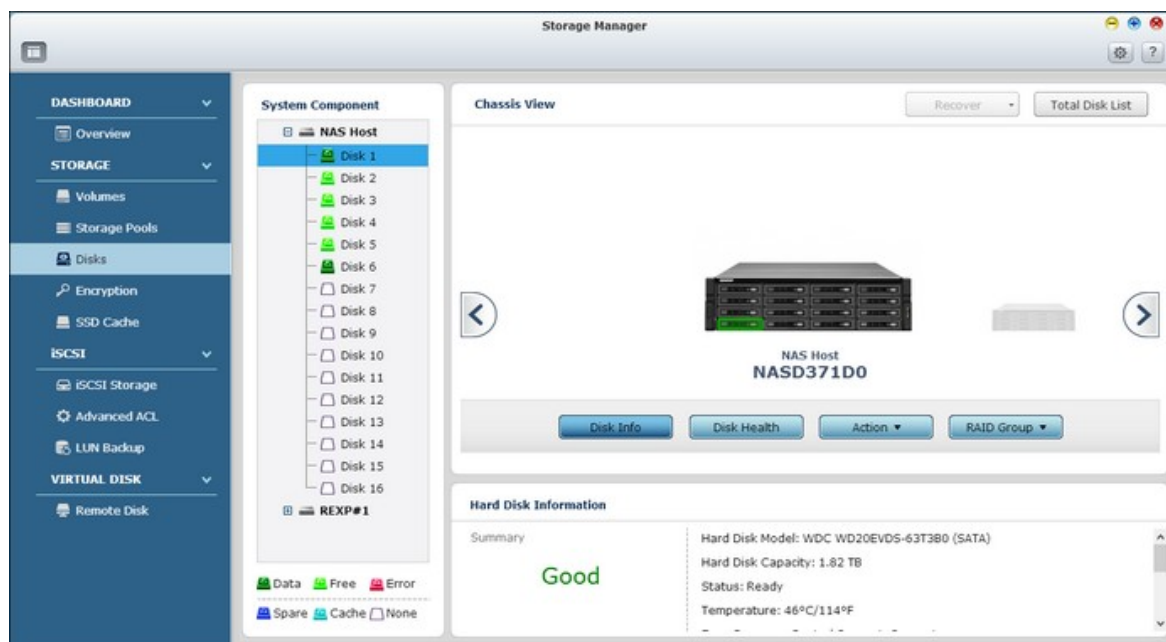 Storage Manager
?
DASHBOARD
Overview
STORAGE
Volumes
Storage Pools
Disks
Encryption
SSD Cache
iSCSI
iSCSI Storage
Advanced ACL
LUN Backup
VIRTUAL DISK
Remote Disk
System Component
NAS Host
Disk 1
Disk 2
Disk 3
Disk 4
Disk 5
Disk 6
Disk 7
Disk 8
Disk 9
Disk 10
Disk 11
Disk 12
Disk 13
Disk 14
Disk 15
Disk 16
REXP#1
Data Free Error
Spare Cache None
Chassis View
Recover
Total Disk List
NAS Host
NASD371D0
Disk Info
Disk Health
Action
RAID Group
Hard Disk Information
Summary
Good
Hard Disk Model: WDC WD20EVDS-63T3B0 (SATA)
Hard Disk Capacity: 1.82 TB
Status: Ready
Temperature: 46°C/114°F